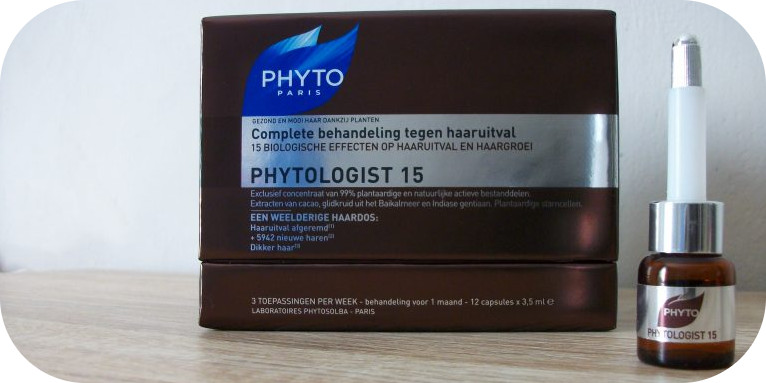 PHYTO
PARIS
GEZOND EN MOOI HAAR DANKZIJ PLANTEN
Complete behandeling tegen haaruitval
15 BIOLOGISCHE EFFECTEN OP HAARUITVAL EN HAARGROEI
PHYTOLOGIST 15
Exclusief concentraat van 99% plantaardige en natuurlijke actieve bestanddelen.
Extracten van cacao, glidkruid uit het Baikalmeer en Indiase gentiaan. Plantaardige stamcellen.
EEN WEELDERIGE HAARDOS:
Haaruitval afgeremd(1)
+ 5942 nieuwe haren(2)
Dikker haar(3)
3 TOEPASSINGEN PER WEEK - behandeling voor 1 maand - 12 capsules x 3,5 ml ℮
LABORATOIRES PHYTOSOLBA - PARIS
PHYTO
PHYTOLOGIST 15